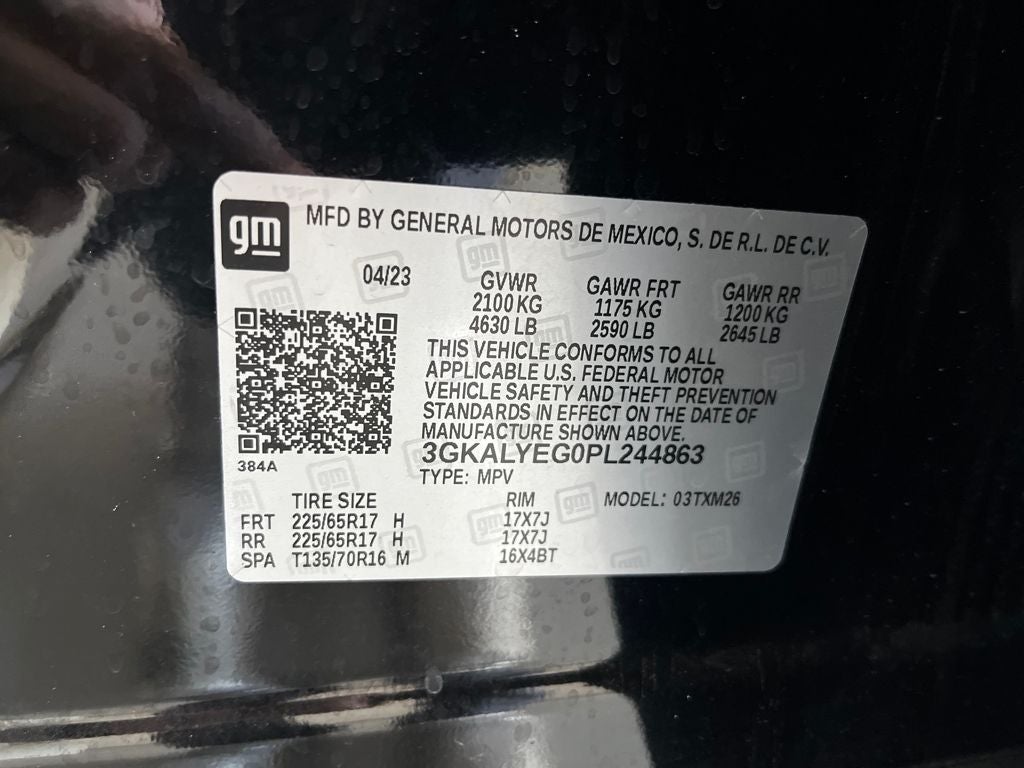 gm
MFD BY GENERAL MOTORS DE MEXICO, S. DE R.L. DE C.V.
04/23
GVWR GAWR FRT GAWR RR
2100 KG 1175 KG 1200 KG
4630 LB 2590 LB 2645 LB
THIS VEHICLE CONFORMS TO ALL
APPLICABLE U.S. FEDERAL MOTOR
VEHICLE SAFETY AND THEFT PREVENTION
STANDARDS IN EFFECT ON THE DATE OF
MANUFACTURE SHOWN ABOVE.
3GKALYEG0PL244863
384A
TYPE: MPV
TIRE SIZE RIM MODEL: 03TXM26
FRT 225/65R17 H 17X7J
RR 225/65R17 H 17X7J
SPA T135/70R16 M 16X4BT